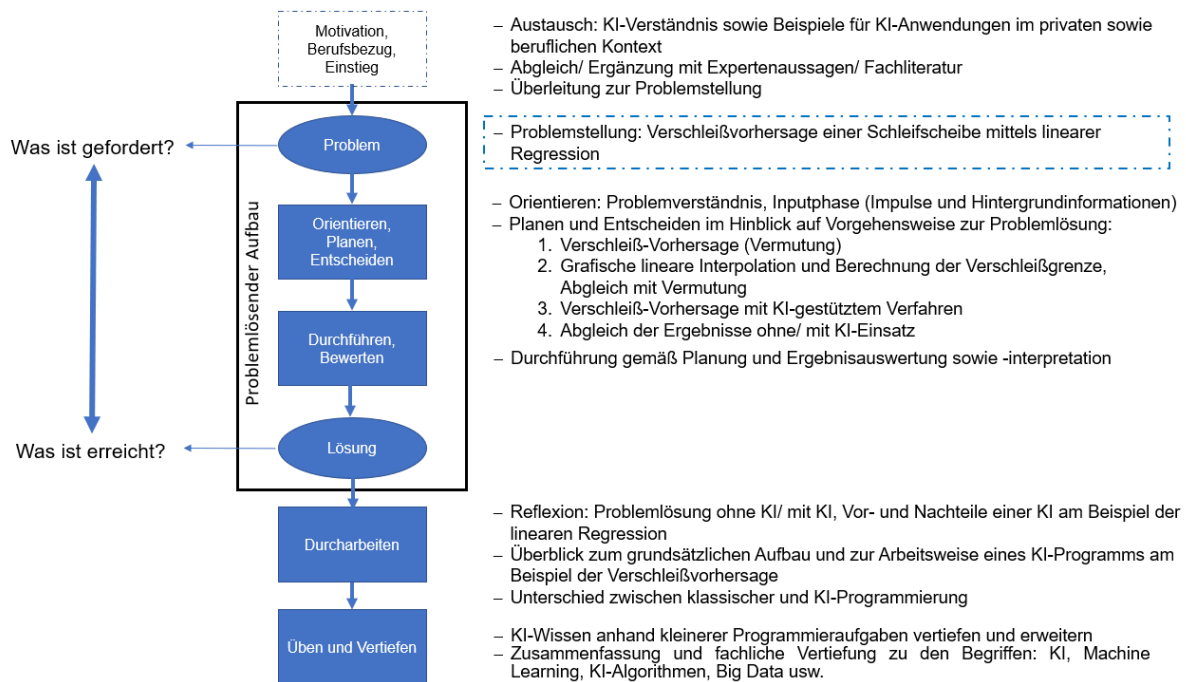 Motivation,
Berufsbezug,
Einstieg
– Austausch: KI-Verständnis sowie Beispiele für KI-Anwendungen im privaten sowie
beruflichen Kontext
– Abgleich/ Ergänzung mit Expertenaussagen/ Fachliteratur
– Überleitung zur Problemstellung
Problemlösender Aufbau
Was ist gefordert?
Problem
– Problemstellung: Verschleißvorhersage einer Schleifscheibe mittels linearer
Regression
Orientieren,
Planen,
Entscheiden
– Orientieren: Problemverständnis, Inputphase (Impulse und Hintergrundinformationen)
– Planen und Entscheiden im Hinblick auf Vorgehensweise zur Problemlösung:
1. Verschleiß-Vorhersage (Vermutung)
2. Grafische lineare Interpolation und Berechnung der Verschleißgrenze,
Abgleich mit Vermutung
3. Verschleiß-Vorhersage mit KI-gestütztem Verfahren
4. Abgleich der Ergebnisse ohne/ mit KI-Einsatz
Durchführen,
Bewerten
– Durchführung gemäß Planung und Ergebnisauswertung sowie -interpretation
Was ist erreicht?
Lösung
Durcharbeiten
– Reflexion: Problemlösung ohne KI/ mit KI, Vor- und Nachteile einer KI am Beispiel der
linearen Regression
– Überblick zum grundsätzlichen Aufbau und zur Arbeitsweise eines KI-Programms am
Beispiel der Verschleißvorhersage
– Unterschied zwischen klassischer und KI-Programmierung
Üben und Vertiefen
– KI-Wissen anhand kleinerer Programmieraufgaben vertiefen und erweitern
– Zusammenfassung und fachliche Vertiefung zu den Begriffen: KI, Machine
Learning, KI-Algorithmen, Big Data usw.